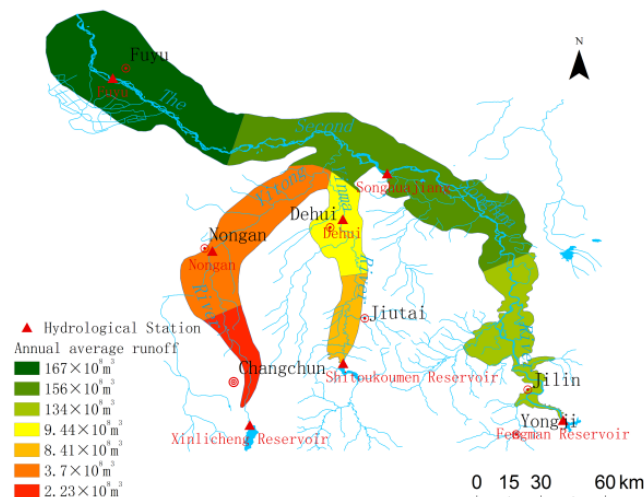 Fuyu
Fuyu
N
The
Second
Songhuajiang
Yitong
River
Yinma
River
Dehui
Dehui
Nongan
Nongan
Jiutai
Changchun
Shitoukoumen Reservoir
Jilin
Yongji
Fengman Reservoir
Xinlicheng Reservoir
Hydrological Station
Annual average runoff
167×10⁸m³
156×10⁸m³
134×10⁸m³
9.44×10⁸m³
8.41×10⁸m³
3.7×10⁸m³
2.23×10⁸m³
0 15 30 60 km